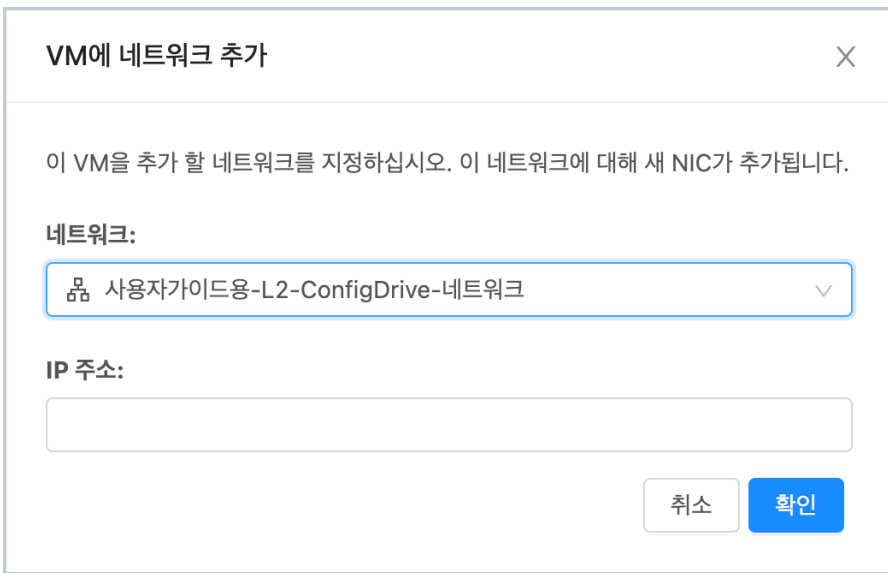 VM에 네트워크 추가
이 VM을 추가 할 네트워크를 지정하십시오. 이 네트워크에 대해 새 NIC가 추가됩니다.
네트워크:
사용자가이드용-L2-ConfigDrive-네트워크
IP 주소:
취소 확인